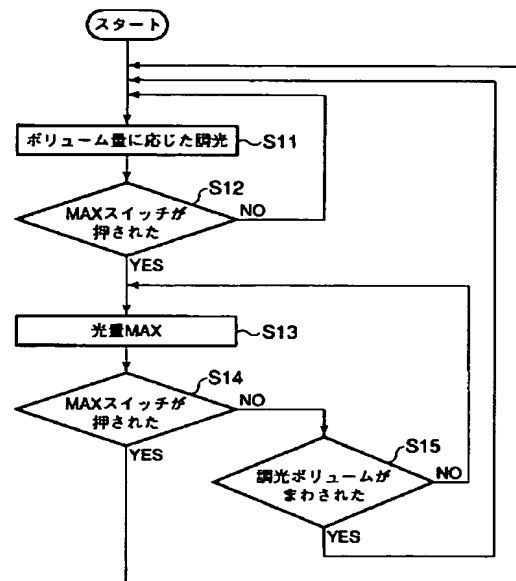 スタート
ボリューム量に応じた調光
S11
MAXスイッチが
押された
S12
NO
YES
光量MAX
S13
MAXスイッチが
押された
S14
NO
YES
調光ボリュームが
まわされた
S15
NO
YES